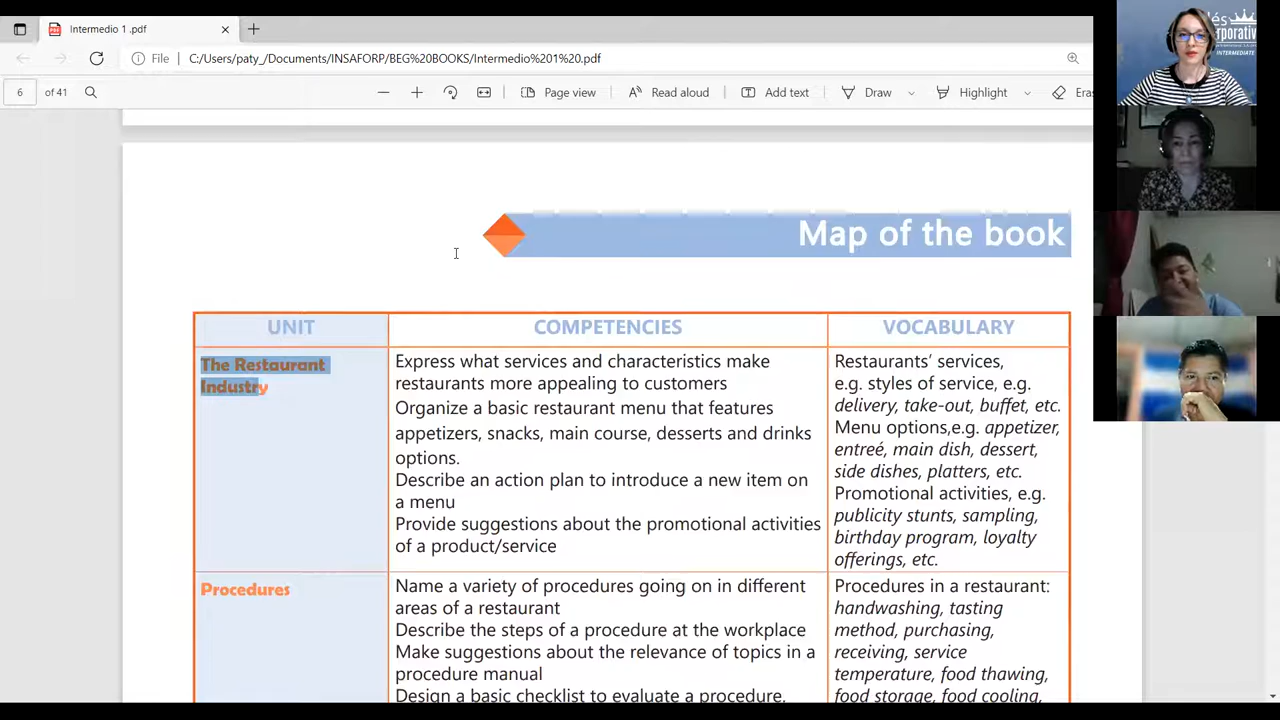 Intermedio 1 .pdf
File
C:/Users/paty_/Documents/INSAFORP/BEG%20BOOKS/Intermedio%201%20.pdf
6 of 41
Page view
Read aloud
Add text
Draw
Highlight
Eras
és
rporativ
INTERMEDIATE
Map of the book
UNIT
COMPETENCIES
VOCABULARY
The Restaurant
Industry
Express what services and characteristics make
restaurants more appealing to customers
Organize a basic restaurant menu that features
appetizers, snacks, main course, desserts and drinks
options.
Describe an action plan to introduce a new item on
a menu
Provide suggestions about the promotional activities
of a product/service
Restaurants’ services,
e.g. styles of service, e.g.
delivery, take-out, buffet, etc.
Menu options,e.g. appetizer,
entreé, main dish, dessert,
side dishes, platters, etc.
Promotional activities, e.g.
publicity stunts, sampling,
birthday program, loyalty
offerings, etc.
Procedures
Name a variety of procedures going on in different
areas of a restaurant
Describe the steps of a procedure at the workplace
Make suggestions about the relevance of topics in a
procedure manual
Design a basic checklist to evaluate a procedure.
Procedures in a restaurant:
handwashing, tasting
method, purchasing,
receiving, service
temperature, food thawing,
food storage, food cooling,